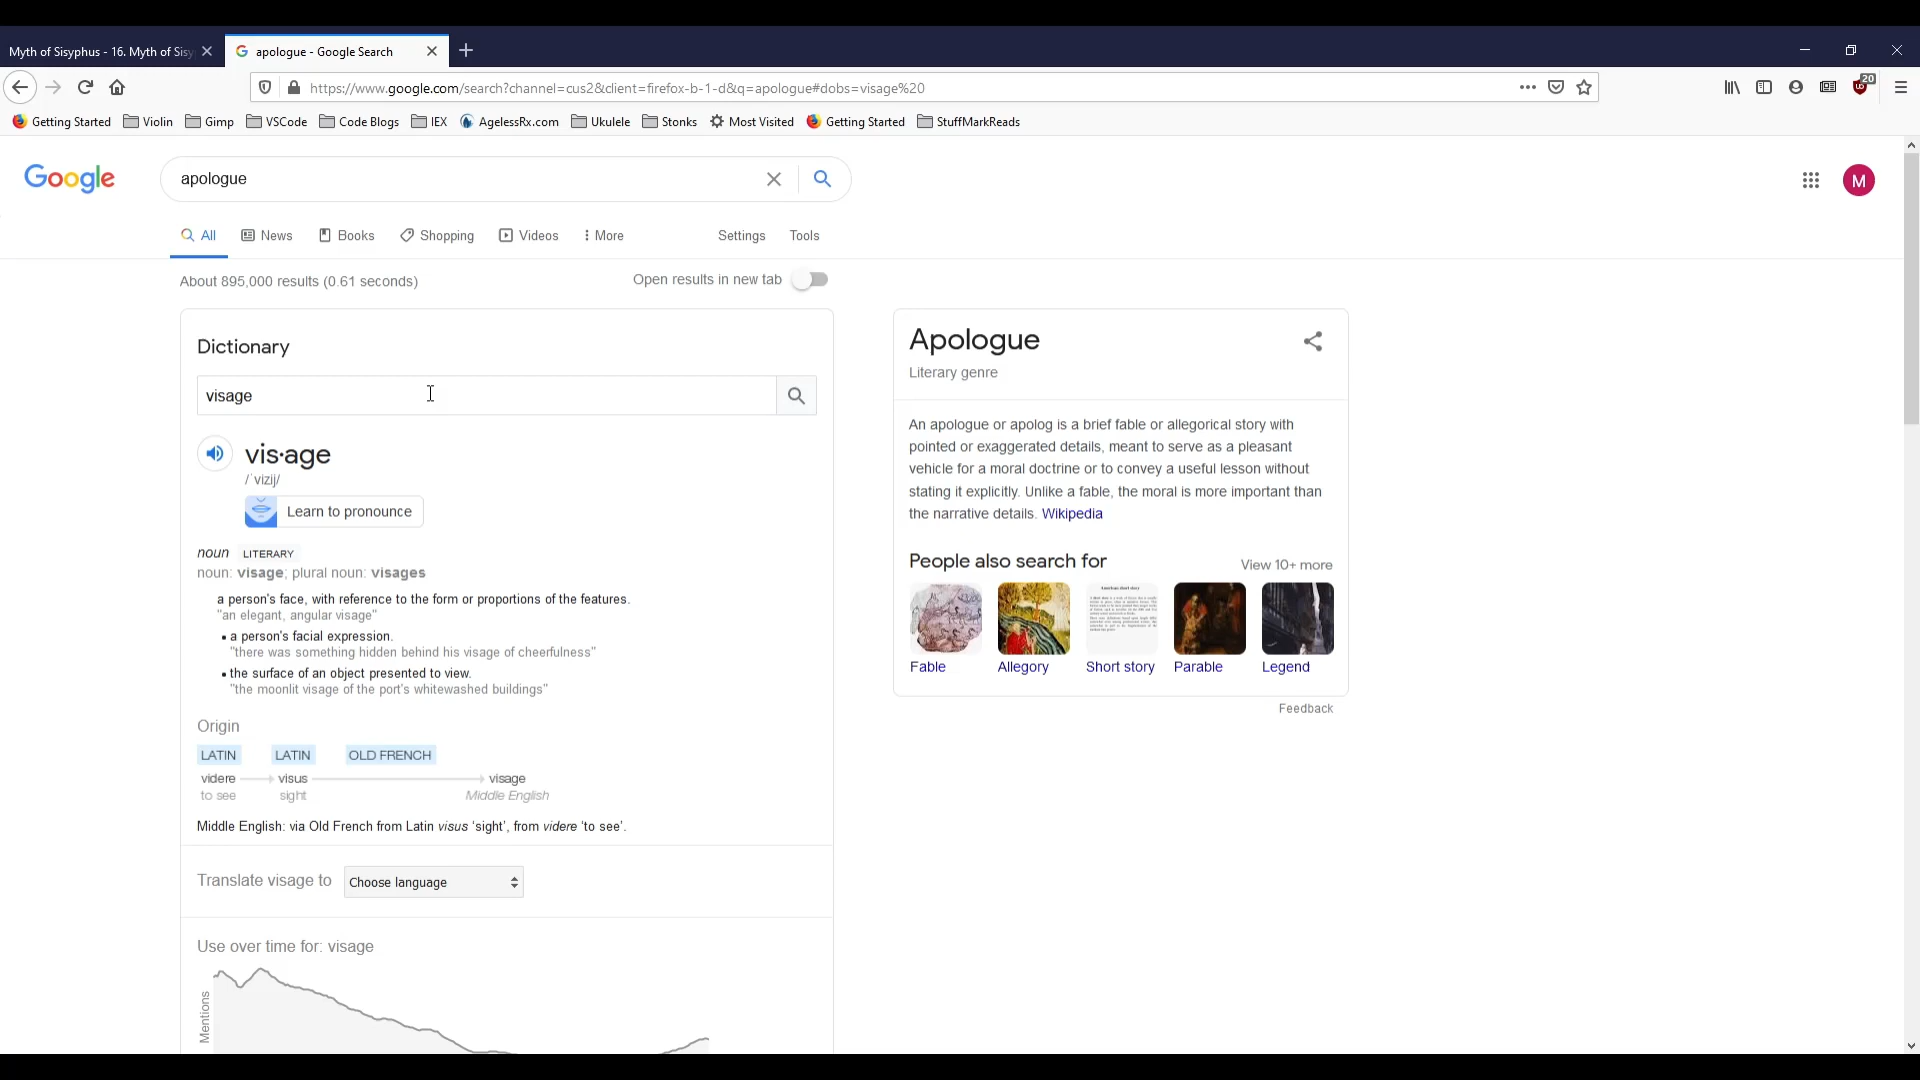 Myth of Sisyphus - 16. Myth of Sisy
apologue - Google Search
https://www.google.com/search?channel=cus2&client=firefox-b-1-d&q=apologue#dobs=visage%20
20
Getting Started Violin Gimp VSCode Code Blogs IEX AgelessRx.com Ukulele Stonks Most Visited Getting Started StuffMarkReads
Google
apologue
M
All News Books Shopping Videos More Settings Tools
About 895,000 results (0.61 seconds)
Open results in new tab
Dictionary
visage
vis·age
/ˈvizij/
Learn to pronounce
noun LITERARY
noun: visage; plural noun: visages
a person's face, with reference to the form or proportions of the features.
"an elegant, angular visage"
• a person's facial expression.
"there was something hidden behind his visage of cheerfulness"
• the surface of an object presented to view.
"the moonlit visage of the port's whitewashed buildings"
Origin
LATIN LATIN OLD FRENCH
videre visus visage
to see sight Middle English
Middle English: via Old French from Latin visus ‘sight’, from videre ‘to see’.
Translate visage to Choose language
Use over time for: visage
Mentions
Apologue
Literary genre
An apologue or apolog is a brief fable or allegorical story with
pointed or exaggerated details, meant to serve as a pleasant
vehicle for a moral doctrine or to convey a useful lesson without
stating it explicitly. Unlike a fable, the moral is more important than
the narrative details. Wikipedia
People also search for
View 10+ more
Fable Allegory Short story Parable Legend
Feedback